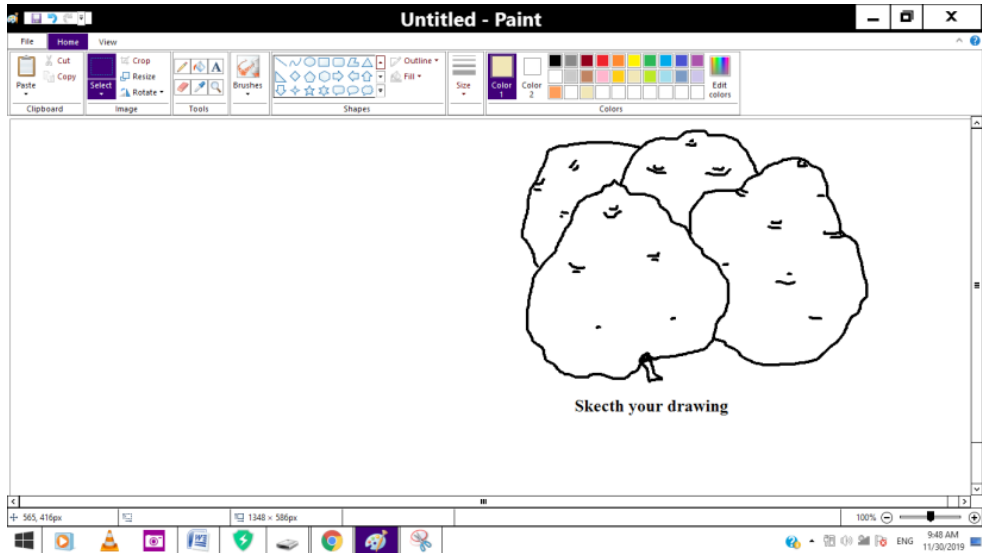 Untitled - Paint
File Home View
Paste
Cut
Copy
Clipboard
Select
Crop
Resize
Rotate
Image
A
Tools
Brushes
Shapes
Outline
Fill
Size
Color 1
Color 2
Edit colors
Colors
Skecth your drawing
565, 416px
1348 × 586px
100%
ENG
9:48 AM
11/30/2019